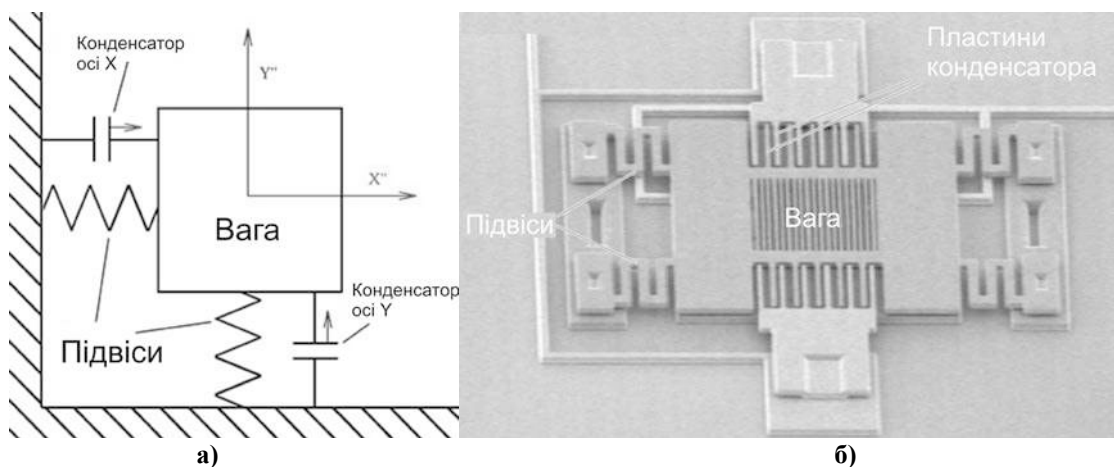 Конденсатор
осі X
Y"
X"
Вага
Конденсатор
осі Y
Підвіси
а)
Пластини
конденсатора
Підвіси
Вага
б)